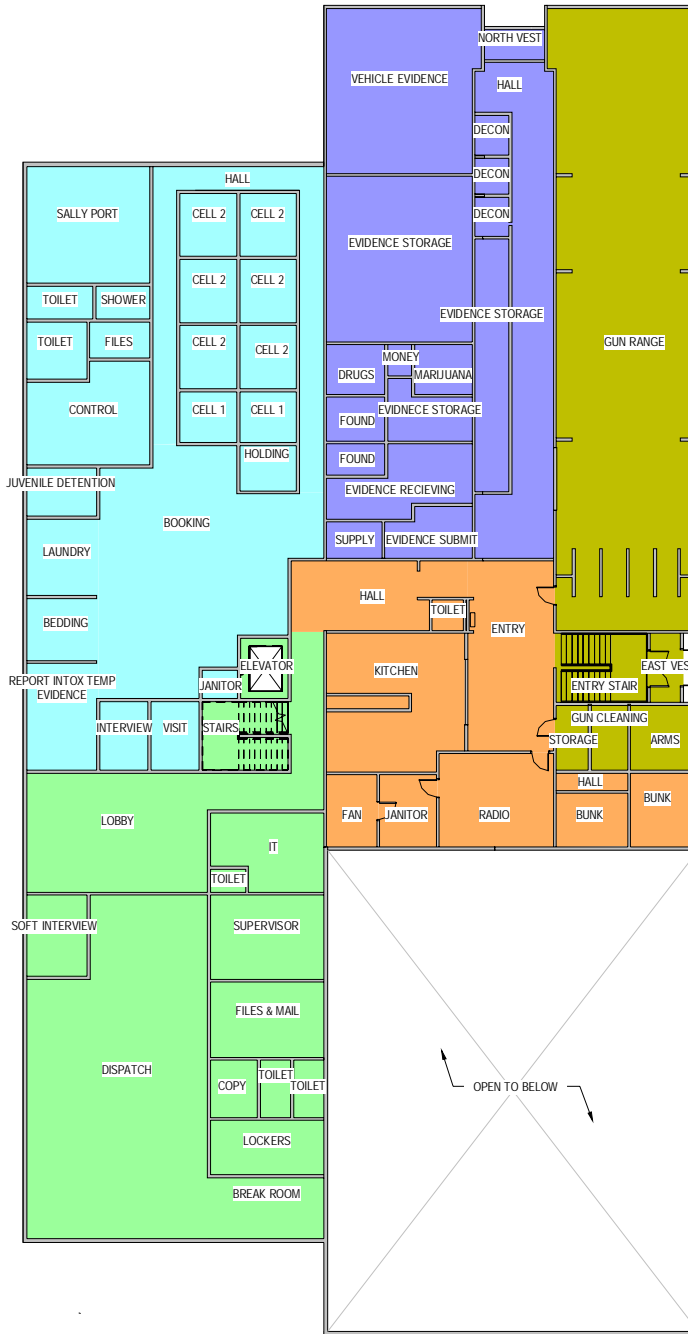 NORTH VEST
VEHICLE EVIDENCE
HALL
DECON
DECON
DECON
HALL
SALLY PORT
CELL 2
CELL 2
EVIDENCE STORAGE
CELL 2
CELL 2
TOILET
SHOWER
EVIDENCE STORAGE
TOILET
FILES
CELL 2
CELL 2
GUN RANGE
MONEY
DRUGS
MARIJUANA
CONTROL
CELL 1
CELL 1
EVIDNECE STORAGE
FOUND
HOLDING
FOUND
JUVENILE DETENTION
EVIDENCE RECIEVING
BOOKING
SUPPLY
EVIDENCE SUBMIT
LAUNDRY
HALL
TOILET
BEDDING
ENTRY
ELEVATOR
KITCHEN
EAST VES
REPORT INTOX TEMP
EVIDENCE
JANITOR
ENTRY STAIR
INTERVIEW
VISIT
STAIRS
GUN CLEANING
STORAGE
ARMS
HALL
BUNK
LOBBY
FAN
JANITOR
RADIO
BUNK
IT
TOILET
SOFT INTERVIEW
SUPERVISOR
FILES & MAIL
DISPATCH
TOILET
COPY
TOILET
OPEN TO BELOW
LOCKERS
BREAK ROOM